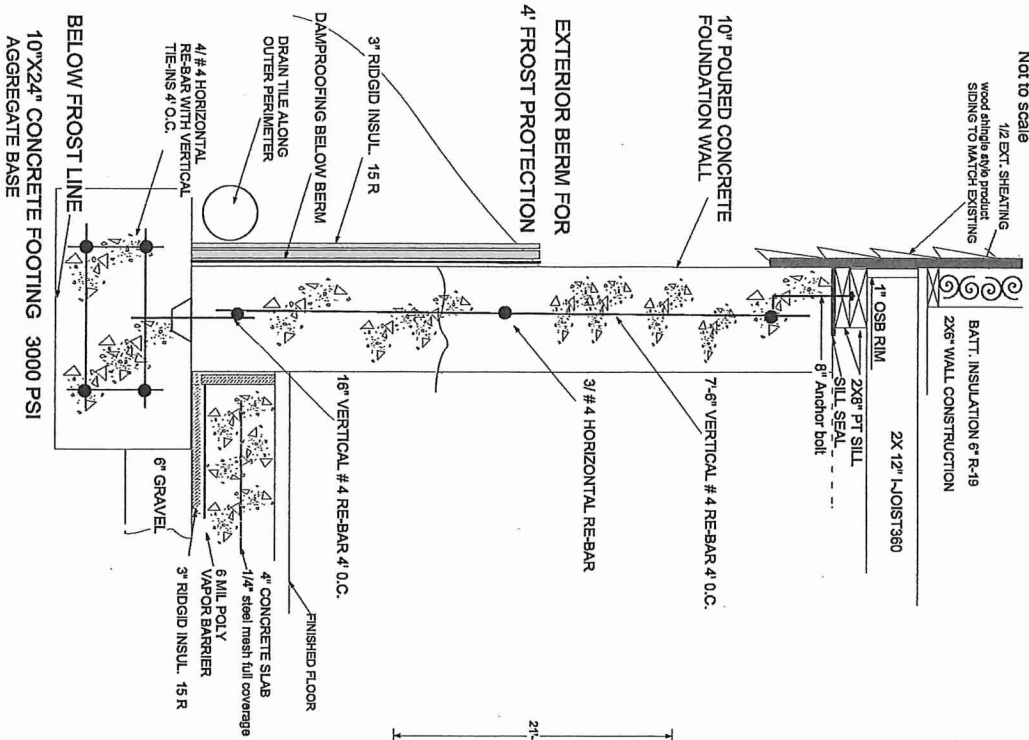 Not to scale
1/2 EXT. SHEATING
wood shingle style product
SIDING TO MATCH EXISTING
BATT. INSULATION 6" R-19
2X6" WALL CONSTRUCTION
2X 12" I-JOIST360
1" OSB RIM
2X8" PT SILL
SILL SEAL
8" Anchor bolt
10" POURED CONCRETE
FOUNDATION WALL
7'-6" VERTICAL # 4 RE-BAR 4' O.C.
EXTERIOR BERM FOR
4' FROST PROTECTION
3/ # 4 HORIZONTAL RE-BAR
3" RIDGID INSUL. 15 R
DAMPROOFING BELOW BERM
16" VERTICAL # 4 RE-BAR 4' O.C.
DRAIN TILE ALONG
OUTER PERIMETER
FINISHED FLOOR
4" CONCRETE SLAB
1/4" steel mesh full coverage
6 MIL POLY
VAPOR BARRIER
3" RIDGID INSUL. 15 R
4/ # 4 HORIZONTAL
RE-BAR WITH VERTICAL
TIE-INS 4' O.C.
6" GRAVEL
BELOW FROST LINE
10"X24" CONCRETE FOOTING 3000 PSI
AGGREGATE BASE
21'-